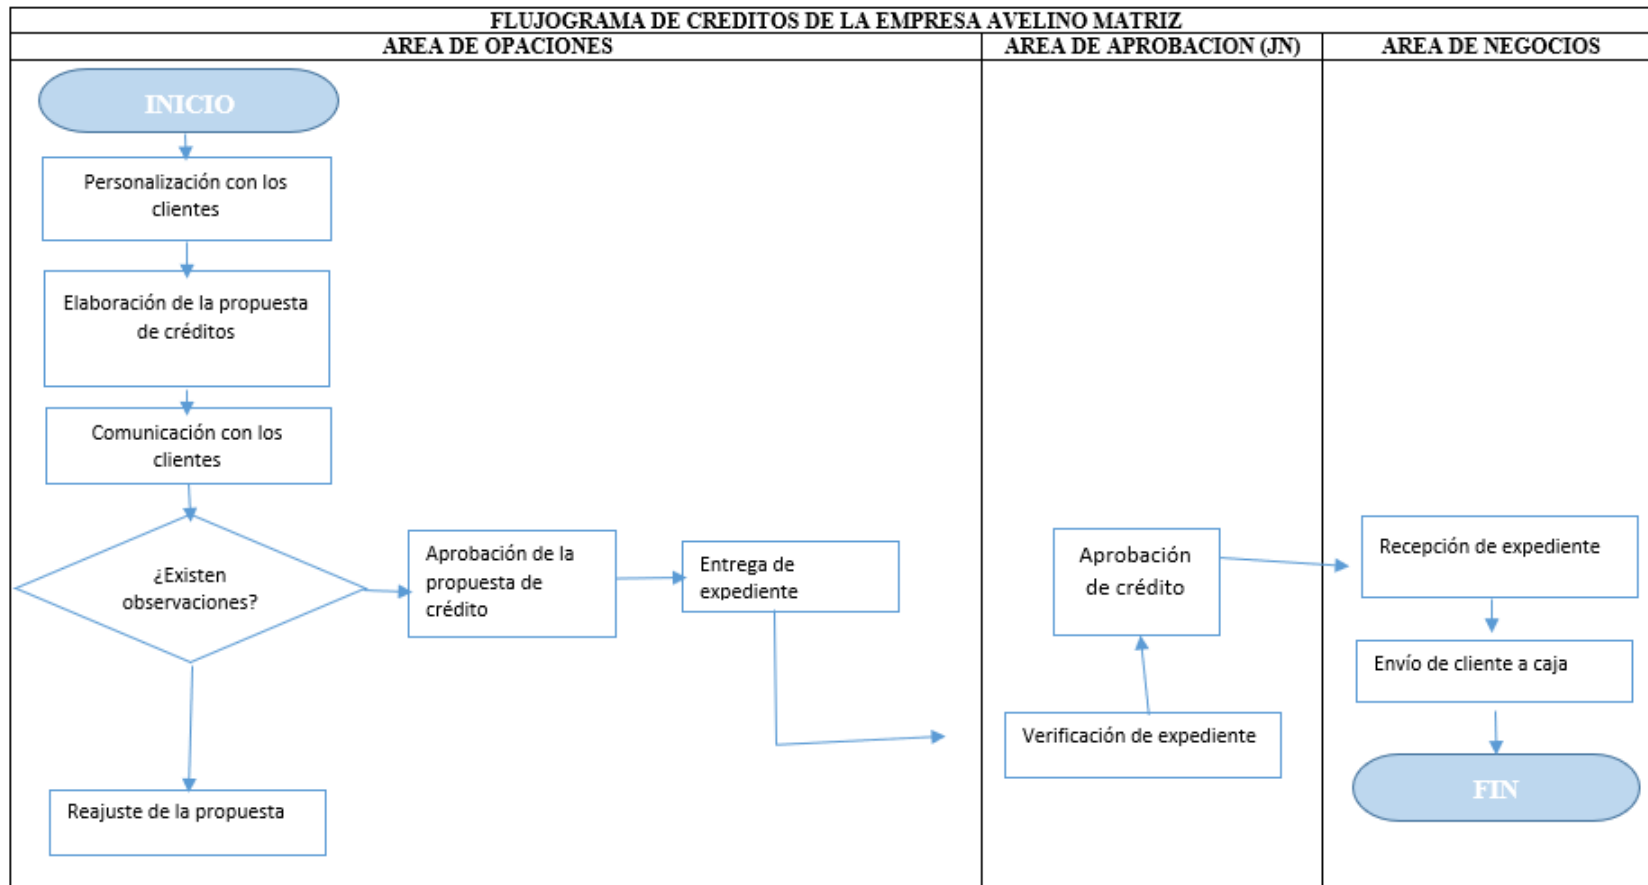 FLUJOGRAMA DE CREDITOS DE LA EMPRESA AVELINO MATRIZ
AREA DE OPACIONES
AREA DE APROBACION (JN)
AREA DE NEGOCIOS
INICIO
Personalización con los
clientes
Elaboración de la propuesta
de créditos
Comunicación con los
clientes
¿Existen
observaciones?
Aprobación de la
propuesta de
crédito
Entrega de
expediente
Reajuste de la propuesta
Aprobación
de crédito
Verificación de expediente
Recepción de expediente
Envío de cliente a caja
FIN